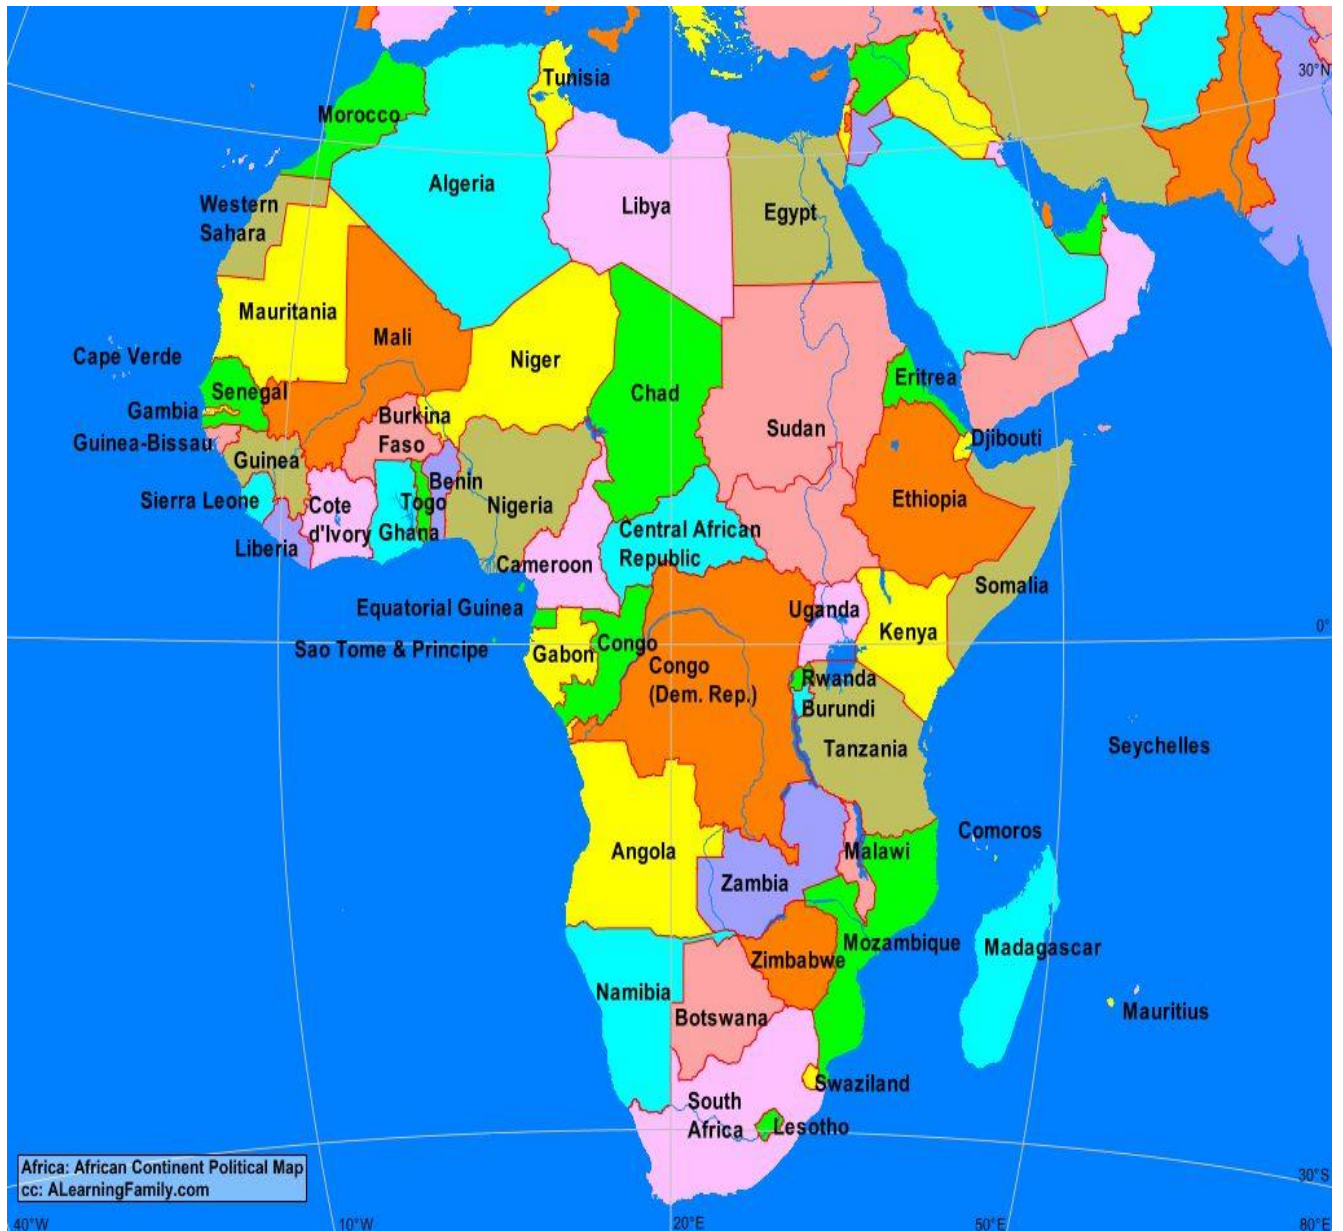 30°N
Tunisia
Morocco
Algeria
Western
Sahara
Libya
Egypt
Mauritania
Mali
Niger
Cape Verde
Senegal
Chad
Eritrea
Gambia
Burkina
Faso
Sudan
Guinea-Bissau
Djibouti
Guinea
Benin
Sierra Leone
Cote
d'Ivory
Togo
Nigeria
Ethiopia
Ghana
Central African
Republic
Liberia
Cameroon
Somalia
Equatorial Guinea
Uganda
0°
Kenya
Sao Tome & Principe
Gabon
Congo
Congo
(Dem. Rep.)
Rwanda
Burundi
Tanzania
Seychelles
Comoros
Angola
Malawi
Zambia
Mozambique
Madagascar
Zimbabwe
Namibia
Botswana
Mauritius
Swaziland
South
Africa
Lesotho
Africa: African Continent Political Map
cc: ALearningFamily.com
30°S
40°W
10°W
20°E
50°E
80°E